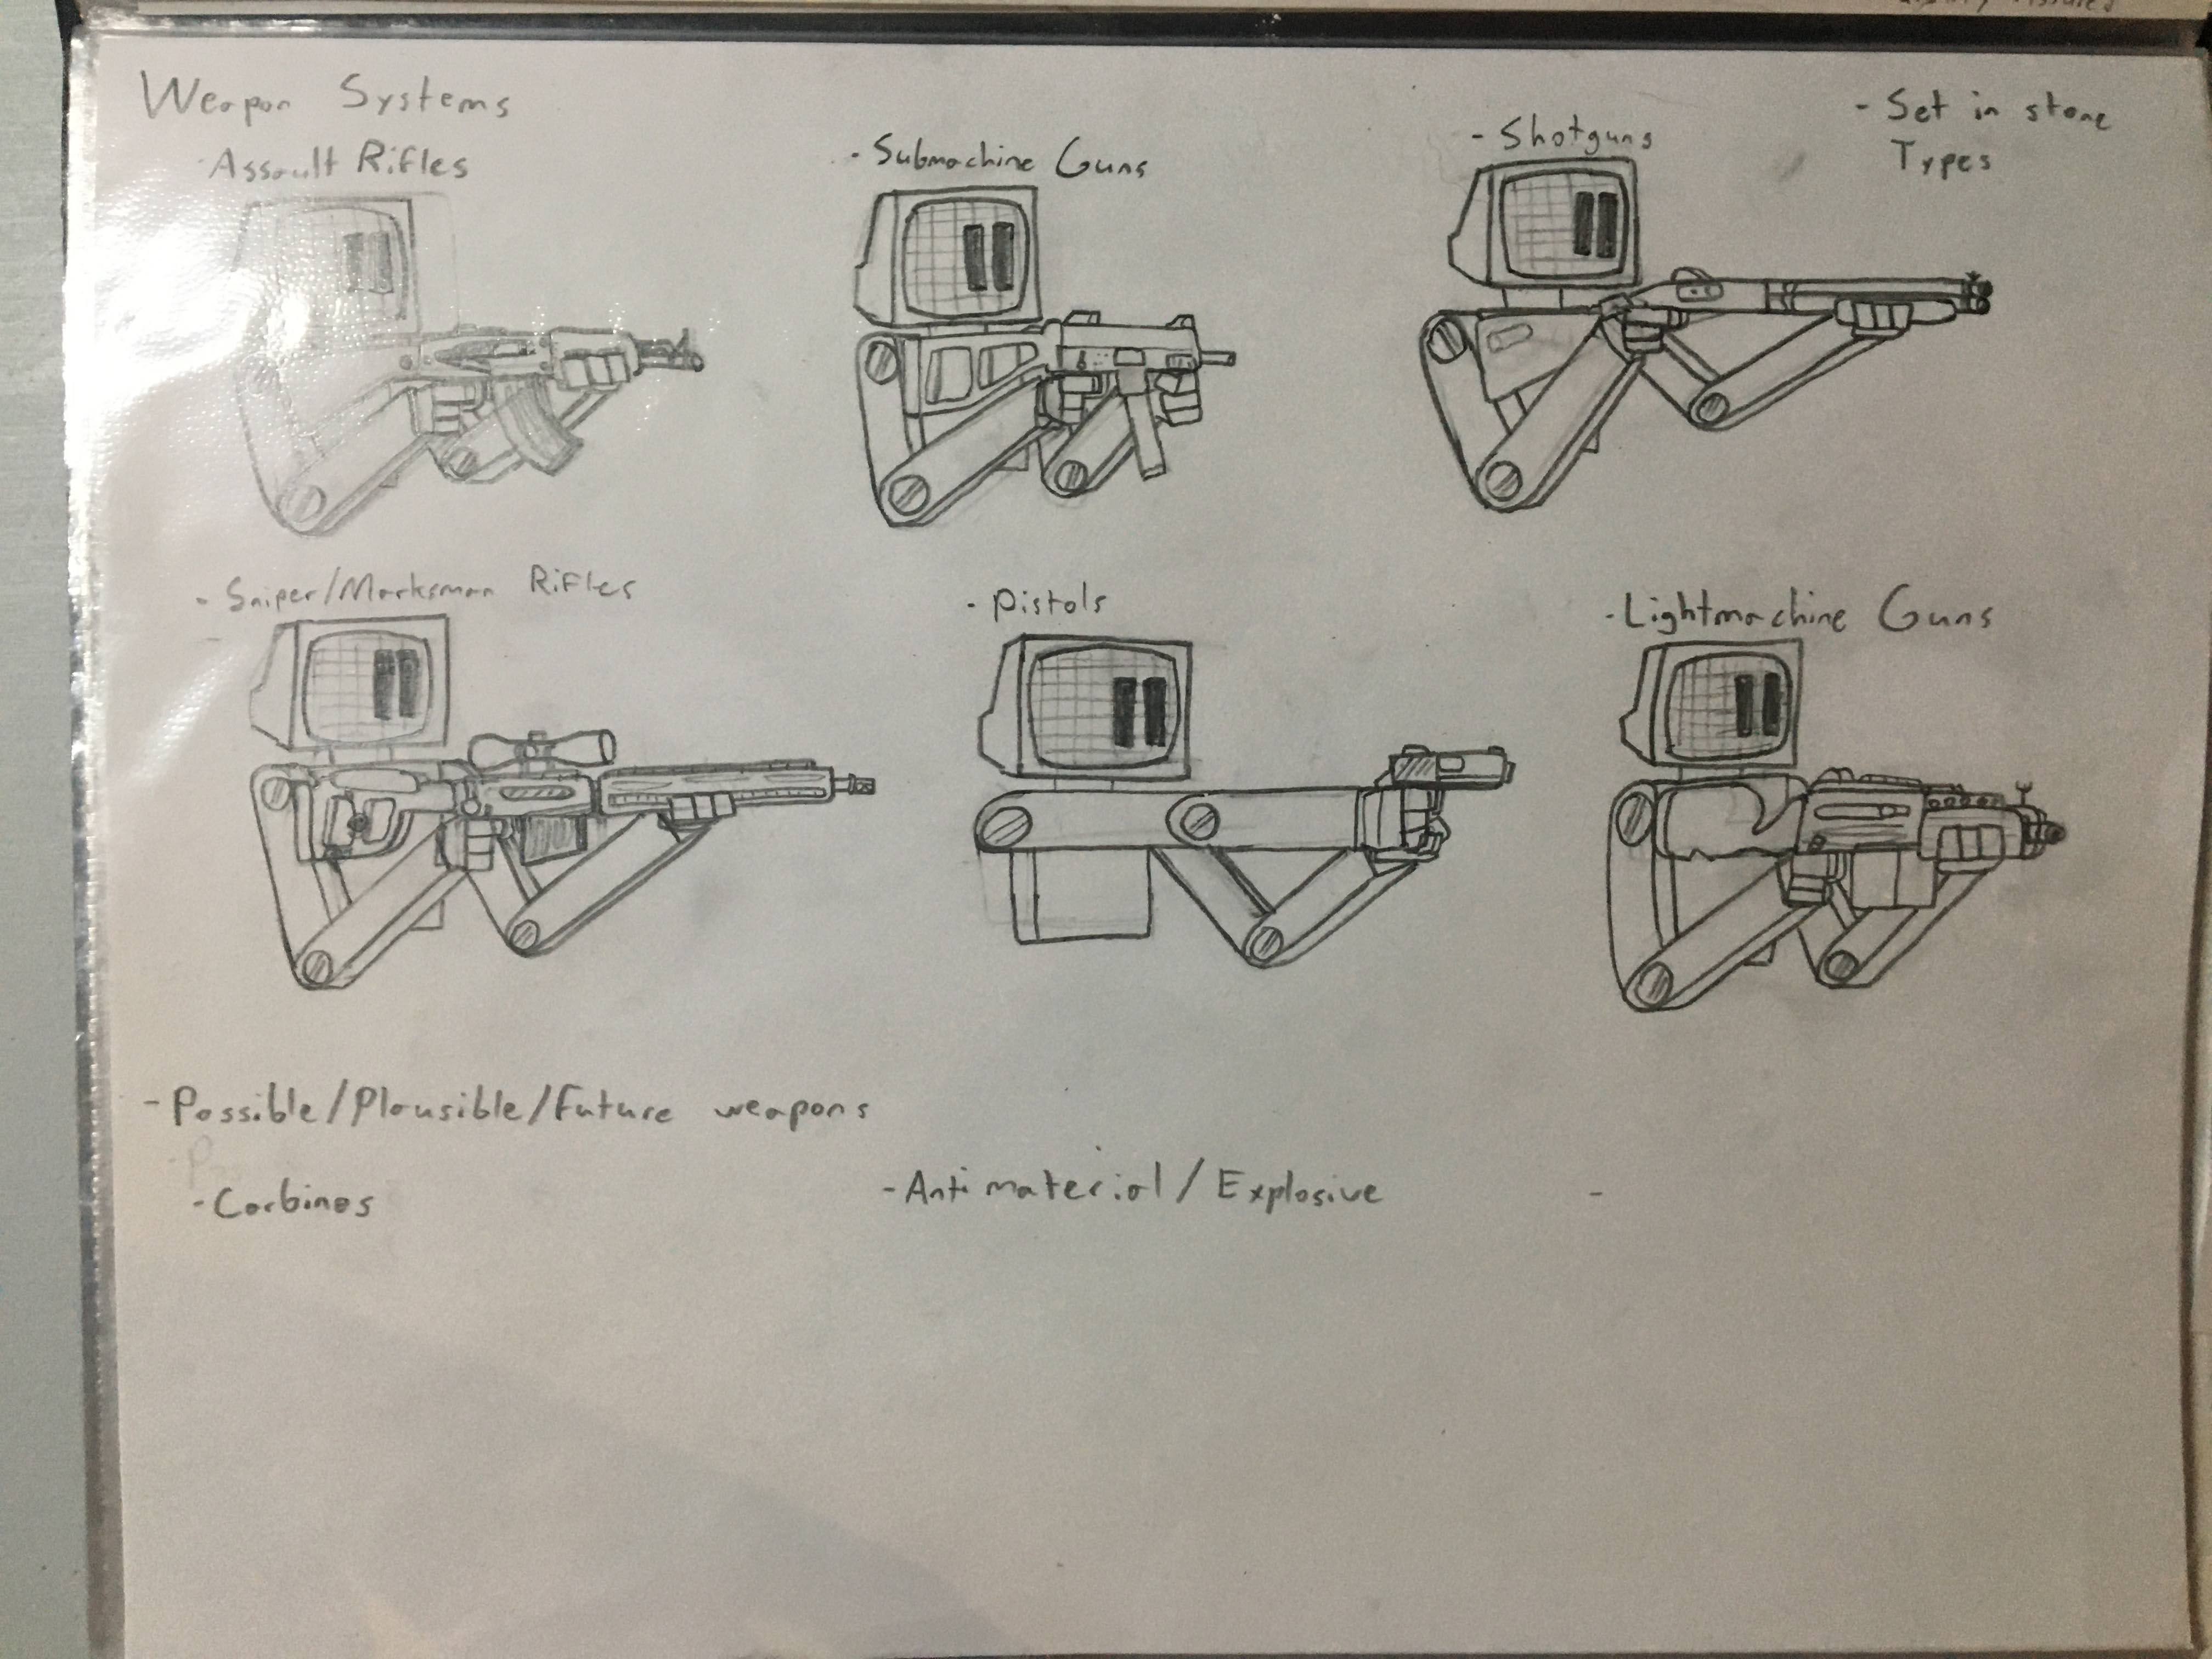 Weapon Systems
- Assault Rifles
- Submachine Guns
- Shotguns
- Set in stone
Types
- Sniper/Marksman Rifles
- Pistols
- Lightmachine Guns
- Possible/Plausible/Future weapons
- Carbines
- Antimaterial/Explosive
-